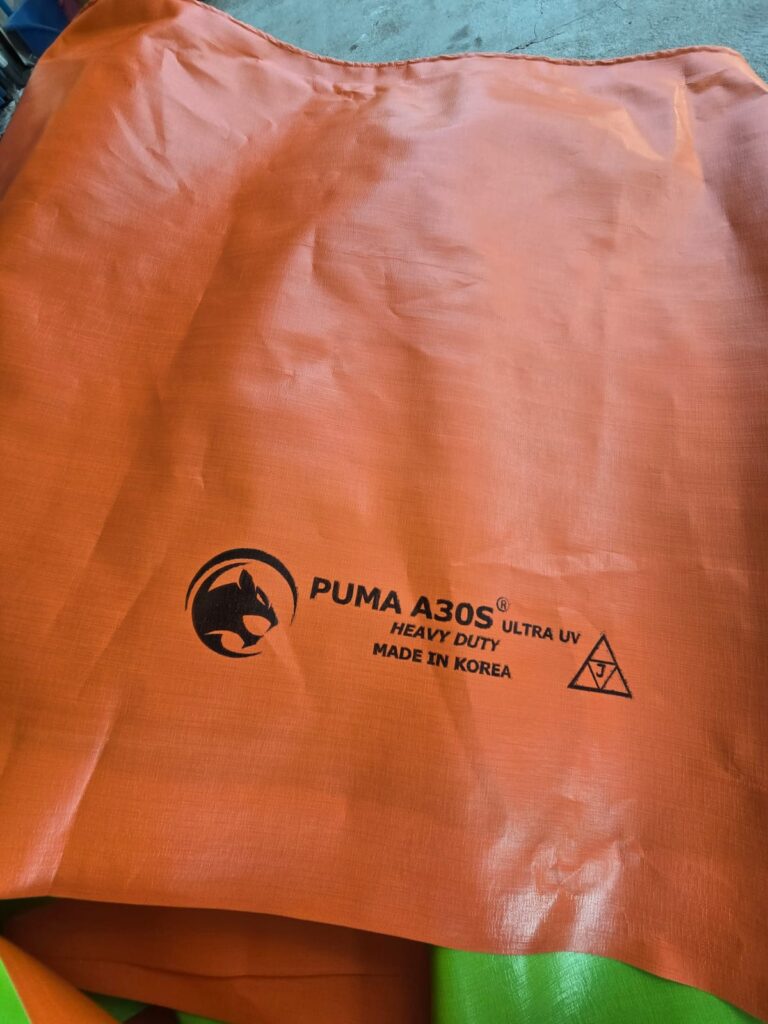 PUMA A30S® ULTRA UV
HEAVY DUTY
MADE IN KOREA
J